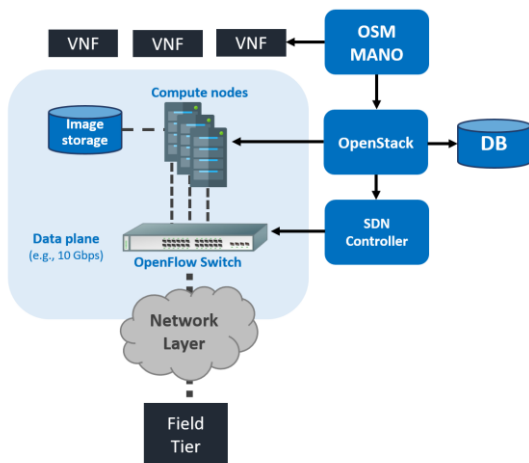 VNF
VNF
VNF
OSM
MANO
Compute nodes
Image
storage
OpenStack
DB
Data plane
(e.g., 10 Gbps)
OpenFlow Switch
SDN
Controller
Network
Layer
Field
Tier